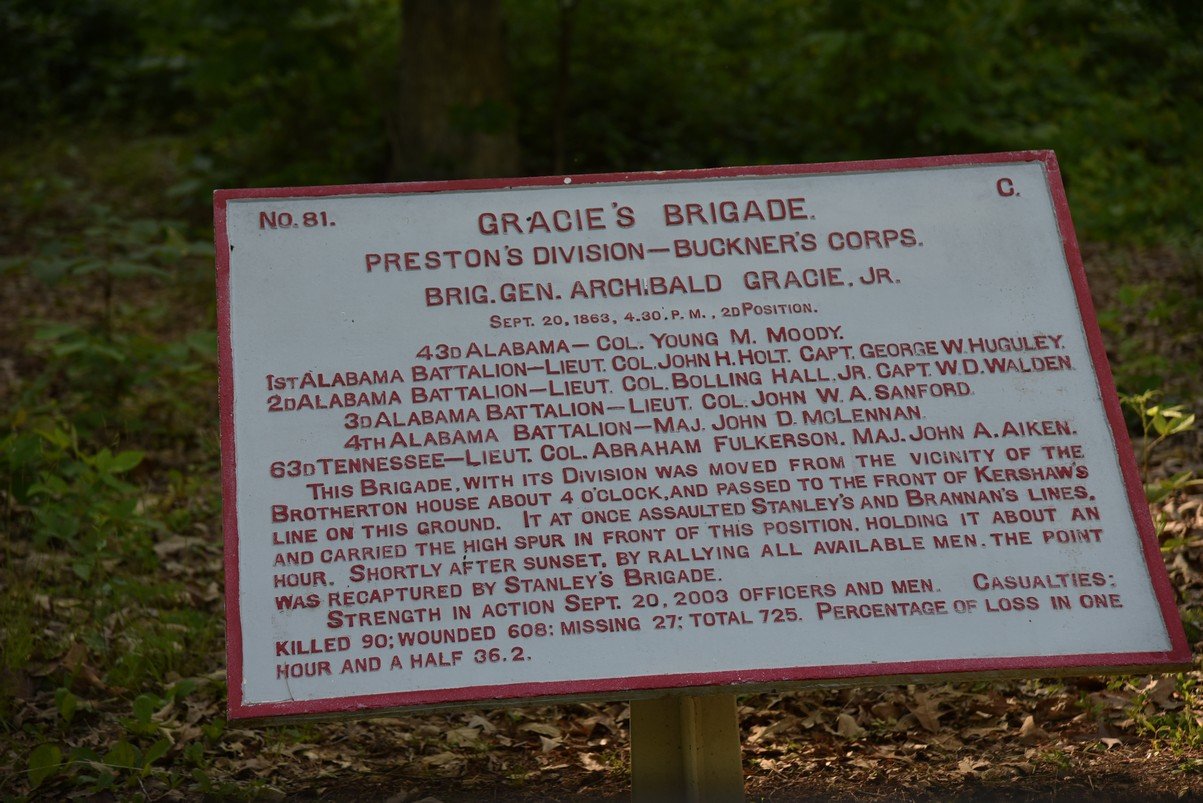 No. 81.
C.
GRACIE'S BRIGADE.
PRESTON'S DIVISION—BUCKNER'S CORPS.
BRIG. GEN. ARCHIBALD GRACIE, JR.
SEPT. 20, 1863, 4.30 P.M., 2D POSITION.
43D ALABAMA—COL. YOUNG M. MOODY.
1ST ALABAMA BATTALION—LIEUT. COL. JOHN H. HOLT. CAPT. GEORGE W. HUGULEY.
2D ALABAMA BATTALION—LIEUT. COL. BOLLING HALL, JR. CAPT. W. D. WALDEN.
3D ALABAMA BATTALION—LIEUT. COL. JOHN W. A. SANFORD.
4TH ALABAMA BATTALION—MAJ. JOHN D. McLENNAN.
63D TENNESSEE—LIEUT. COL. ABRAHAM FULKERSON. MAJ. JOHN A. AIKEN.
THIS BRIGADE, WITH ITS DIVISION WAS MOVED FROM THE VICINITY OF THE
BROTHERTON HOUSE ABOUT 4 O'CLOCK, AND PASSED TO THE FRONT OF KERSHAW'S
LINE ON THIS GROUND. IT AT ONCE ASSAULTED STANLEY'S AND BRANNAN'S LINES,
AND CARRIED THE HIGH SPUR IN FRONT OF THIS POSITION, HOLDING IT ABOUT AN
HOUR. SHORTLY AFTER SUNSET, BY RALLYING ALL AVAILABLE MEN, THE POINT
WAS RECAPTURED BY STANLEY'S BRIGADE.
STRENGTH IN ACTION SEPT. 20, 2003 OFFICERS AND MEN. CASUALTIES:
KILLED 90; WOUNDED 608; MISSING 27; TOTAL 725. PERCENTAGE OF LOSS IN ONE
HOUR AND A HALF 36.2.